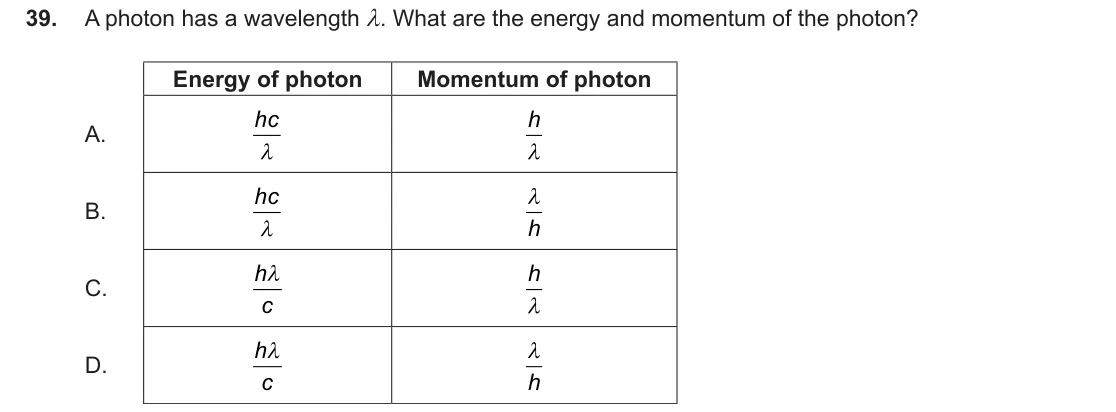 39. A photon has a wavelength λ. What are the energy and momentum of the photon?
Energy of photon Momentum of photon
A. hc/λ h/λ
B. hc/λ λ/h
C. hλ/c h/λ
D. hλ/c λ/h